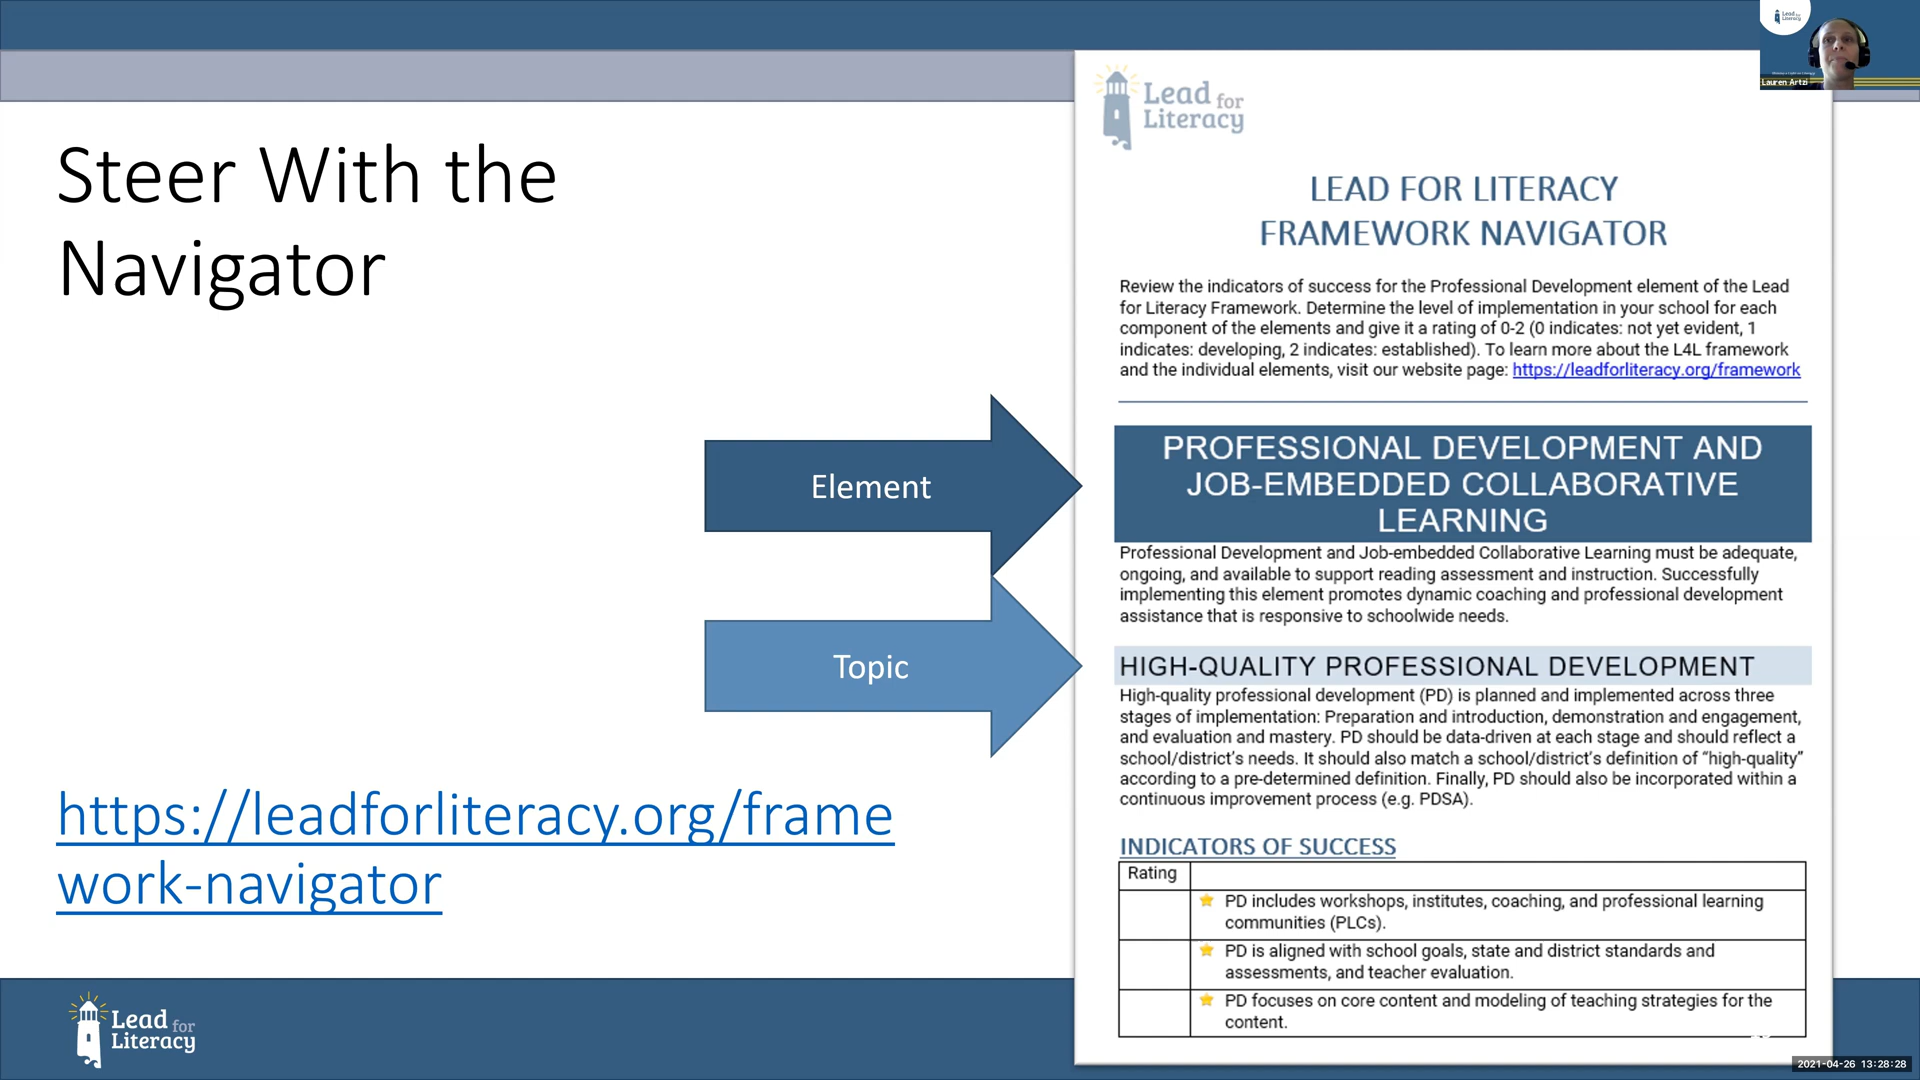 Steer With the
Navigator
Element
Topic
https://leadforliteracy.org/frame
work-navigator
Lead for
Literacy
Lead for
Literacy
LEAD FOR LITERACY
FRAMEWORK NAVIGATOR
Review the indicators of success for the Professional Development element of the Lead
for Literacy Framework. Determine the level of implementation in your school for each
component of the elements and give it a rating of 0-2 (0 indicates: not yet evident, 1
indicates: developing, 2 indicates: established). To learn more about the L4L framework
and the individual elements, visit our website page: https://leadforliteracy.org/framework
PROFESSIONAL DEVELOPMENT AND
JOB-EMBEDDED COLLABORATIVE
LEARNING
Professional Development and Job-embedded Collaborative Learning must be adequate,
ongoing, and available to support reading assessment and instruction. Successfully
implementing this element promotes dynamic coaching and professional development
assistance that is responsive to schoolwide needs.
HIGH-QUALITY PROFESSIONAL DEVELOPMENT
High-quality professional development (PD) is planned and implemented across three
stages of implementation: Preparation and introduction, demonstration and engagement,
and evaluation and mastery. PD should be data-driven at each stage and should reflect a
school/district's needs. It should also match a school/district's definition of “high-quality”
according to a pre-determined definition. Finally, PD should also be incorporated within a
continuous improvement process (e.g. PDSA).
INDICATORS OF SUCCESS
Rating
PD includes workshops, institutes, coaching, and professional learning
communities (PLCs).
PD is aligned with school goals, state and district standards and
assessments, and teacher evaluation.
PD focuses on core content and modeling of teaching strategies for the
content.
Lead for
Literacy
Lauren Artzi
2021-04-26 13:28:28